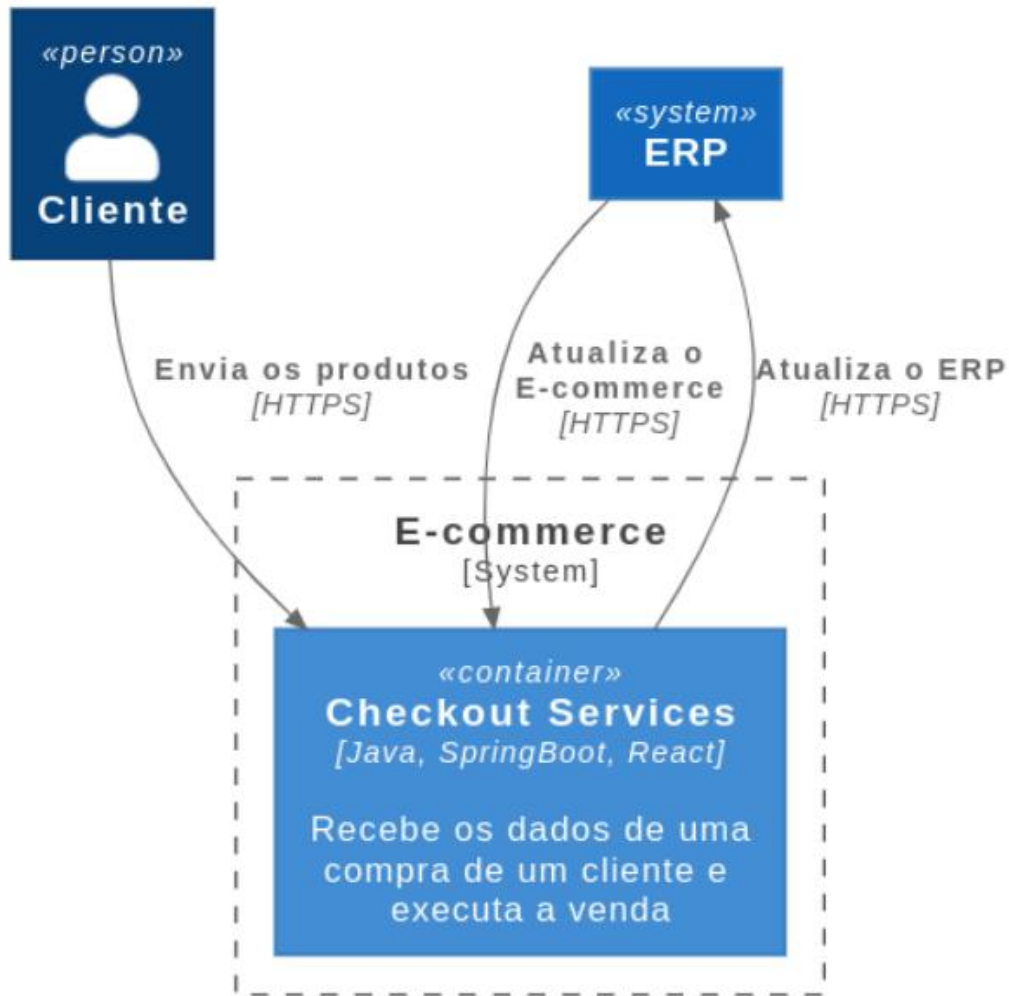 «person»
Cliente
«system»
ERP
Envia os produtos
[HTTPS]
Atualiza o
E-commerce
[HTTPS]
Atualiza o ERP
[HTTPS]
E-commerce
[System]
«container»
Checkout Services
[Java, SpringBoot, React]
Recebe os dados de uma
compra de um cliente e
executa a venda